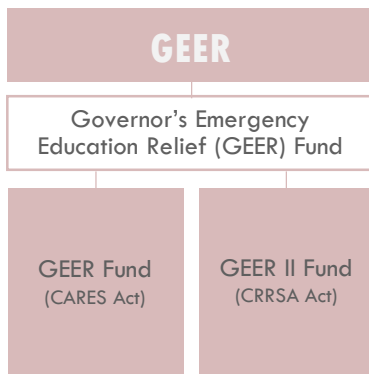 GEER
Governor's Emergency
Education Relief (GEER) Fund
GEER Fund
(CARES Act)
GEER II Fund
(CRRSA Act)